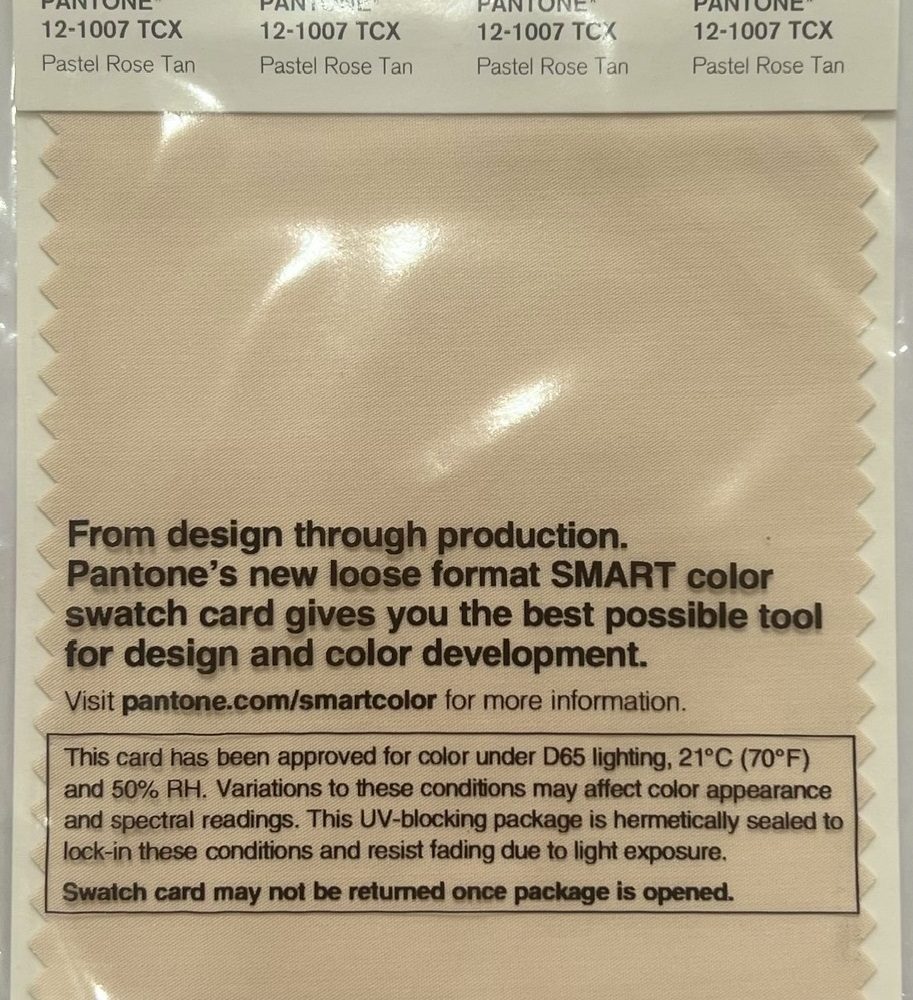 PANTONE® PANTONE® PANTONE® PANTONE®
12-1007 TCX 12-1007 TCX 12-1007 TCX 12-1007 TCX
Pastel Rose Tan Pastel Rose Tan Pastel Rose Tan Pastel Rose Tan
From design through production.
Pantone's new loose format SMART color
swatch card gives you the best possible tool
for design and color development.
Visit pantone.com/smartcolor for more information.
This card has been approved for color under D65 lighting, 21°C (70°F)
and 50% RH. Variations to these conditions may affect color appearance
and spectral readings. This UV-blocking package is hermetically sealed to
lock-in these conditions and resist fading due to light exposure.
Swatch card may not be returned once package is opened.